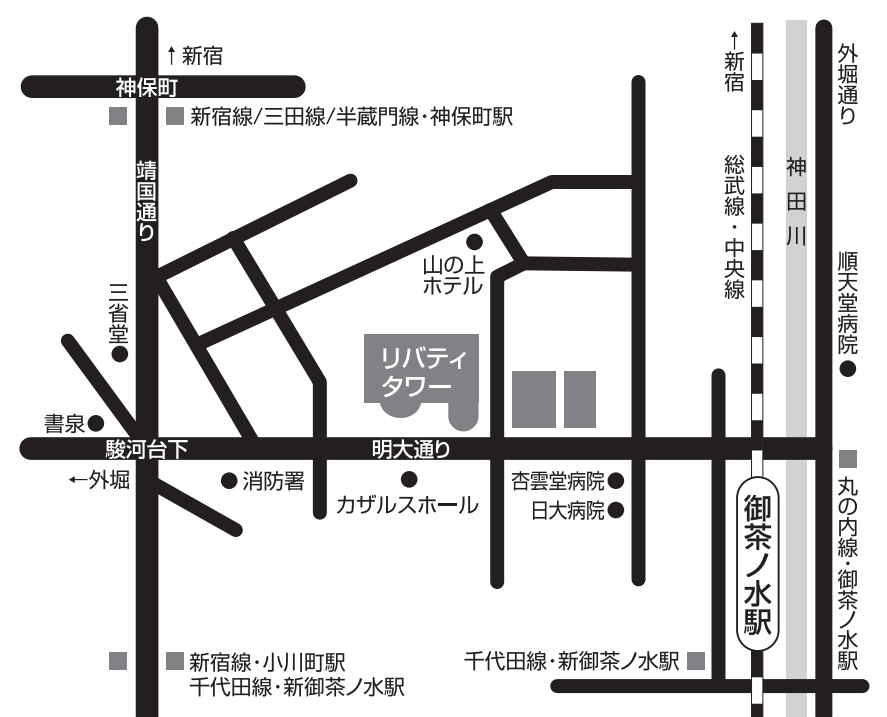 ↑新宿
神保町
新宿線/三田線/半蔵門線・神保町駅
靖国通り
↑新宿
総武線・中央線
神田川
外堀通り
山の上
ホテル
三省堂
順天堂病院
リバティ
タワー
書泉
駿河台下
明大通り
←外堀
消防署
カザルスホール
杏雲堂病院
日大病院
御茶ノ水駅
丸の内線・御茶ノ水駅
新宿線・小川町駅
千代田線・新御茶ノ水駅
千代田線・新御茶ノ水駅